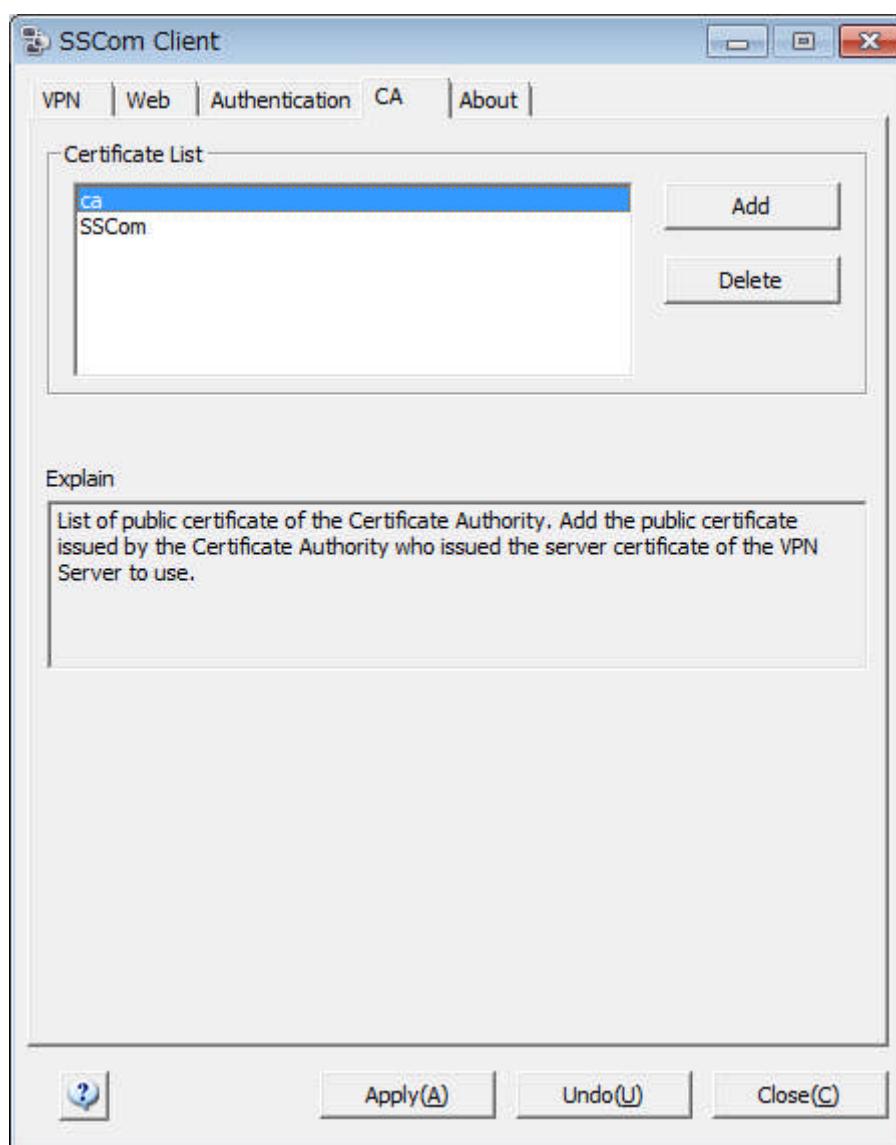 SSCom Client
VPN Web Authentication CA About
Certificate List
ca
SSCom
Add
Delete
Explain
List of public certificate of the Certificate Authority. Add the public certificate
issued by the Certificate Authority who issued the server certificate of the VPN
Server to use.
?
Apply(A) Undo(U) Close(C)